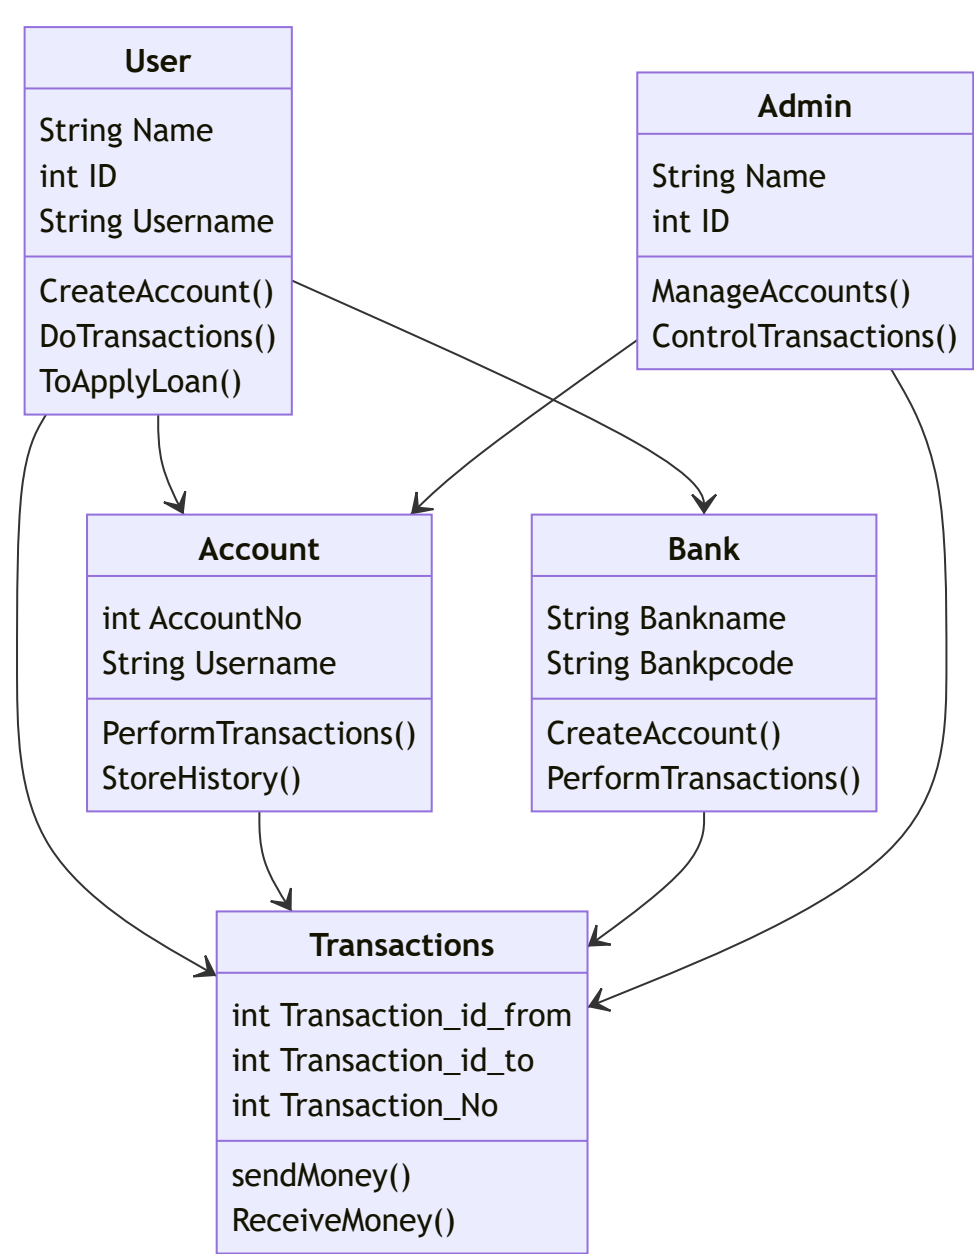 User
String Name
int ID
String Username
CreateAccount()
DoTransactions()
ToApplyLoan()
Admin
String Name
int ID
ManageAccounts()
ControlTransactions()
Account
int AccountNo
String Username
PerformTransactions()
StoreHistory()
Bank
String Bankname
String Bankpcode
CreateAccount()
PerformTransactions()
Transactions
int Transaction_id_from
int Transaction_id_to
int Transaction_No
sendMoney()
ReceiveMoney()